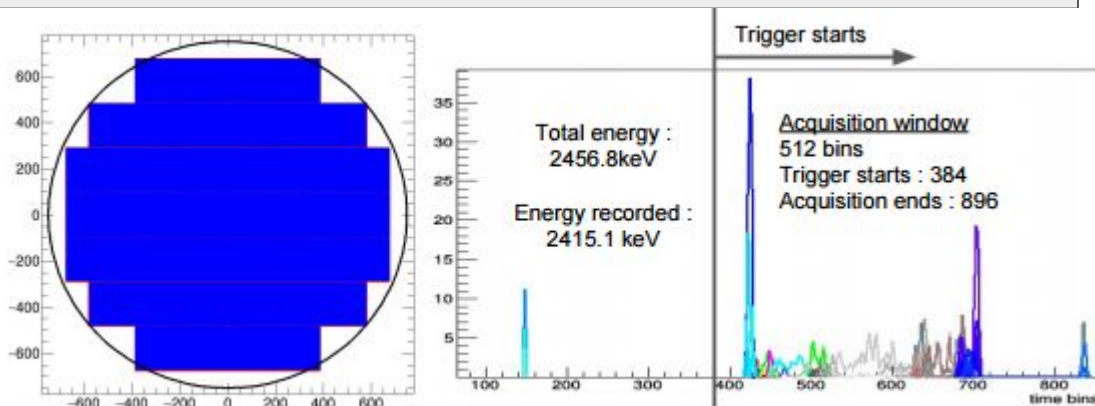 Trigger starts
600
400
200
0
−200
−400
−600
−600 −400 −200 0 200 400 600
35
30
25
20
15
10
5
Total energy :
2456.8keV
Energy recorded :
2415.1 keV
Acquisition window
512 bins
Trigger starts : 384
Acquisition ends : 896
100 200 300 400 500 600 700 800
time bins